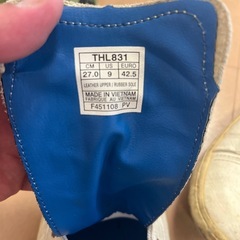 THL831
CM US EURO
27.0 9 42.5
LEATHER UPPER / RUBBER SOLE
MADE IN VIETNAM
FABRIQUE AU VIETNAM
F451108 PV